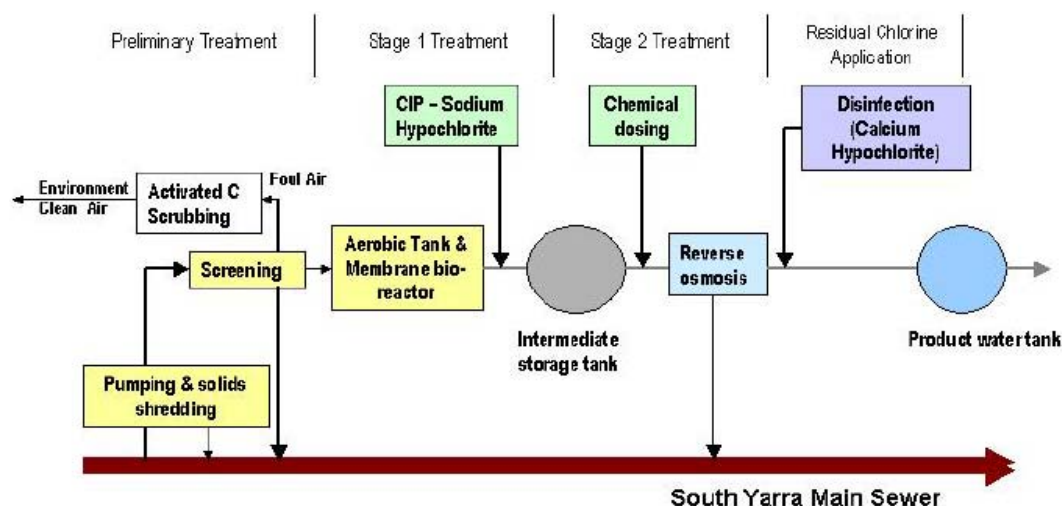 Preliminary Treatment
Stage 1 Treatment
Stage 2 Treatment
Residual Chlorine
Application
CIP – Sodium
Hypochlorite
Chemical
dosing
Disinfection
(Calcium
Hypochlorite)
Environment
Clean Air
Activated C
Scrubbing
Foul Air
Screening
Aerobic Tank &
Membrane bio-
reactor
Reverse
osmosis
Intermediate
storage tank
Product water tank
Pumping & solids
shredding
South Yarra Main Sewer